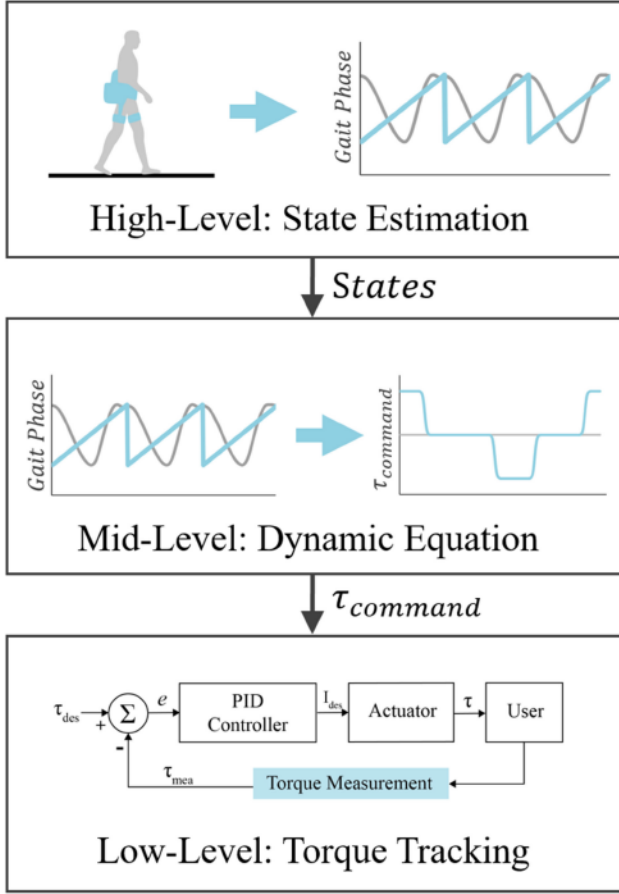 Gait Phase
High-Level: State Estimation
States
Gait Phase
τcommand
Mid-Level: Dynamic Equation
τcommand
τdes
+
Σ
-
e
PID
Controller
Ides
Actuator
τ
User
τmea
Torque Measurement
Low-Level: Torque Tracking